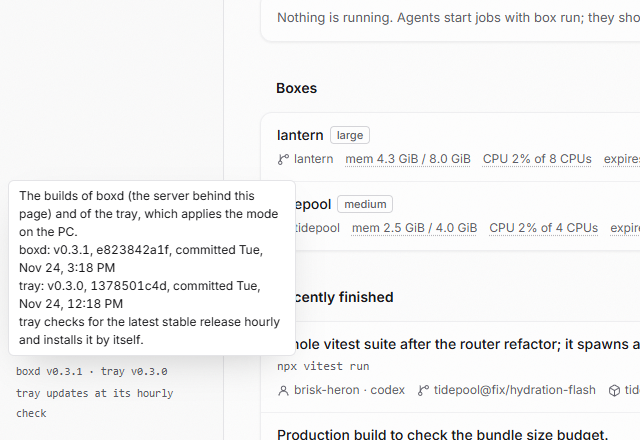 Nothing is running. Agents start jobs with box run; they sho
Boxes
lantern large
lantern mem 4.3 GiB / 8.0 GiB CPU 2% of 8 CPUs expires
epool medium
tidepool mem 2.5 GiB / 4.0 GiB CPU 2% of 4 CPUs expire
The builds of boxd (the server behind this
page) and of the tray, which applies the mode
on the PC.
boxd: v0.3.1, e823842a1f, committed Tue,
Nov 24, 3:18 PM
tray: v0.3.0, 1378501c4d, committed Tue,
Nov 24, 12:18 PM
tray checks for the latest stable release hourly
and installs it by itself.
cently finished
hole vitest suite after the router refactor; it spawns a
npx vitest run
brisk-heron · codex tidepool@fix/hydration-flash tid
Production build to check the bundle size budget.
boxd v0.3.1 · tray v0.3.0
tray updates at its hourly
check